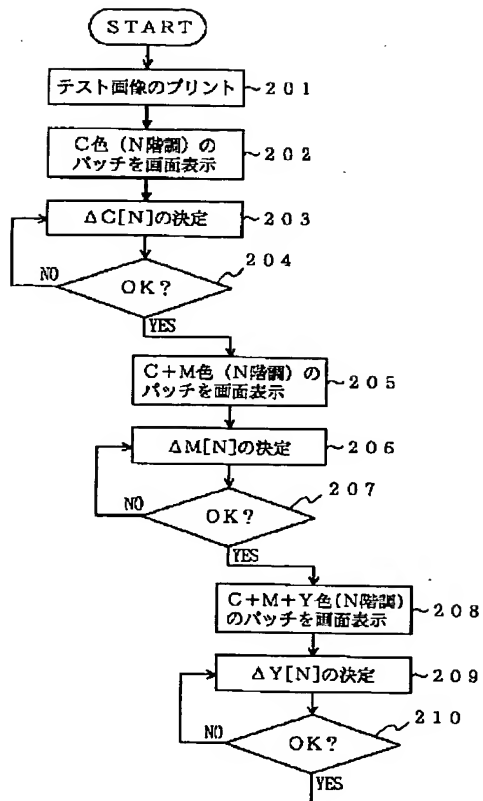 START
テスト画像のプリント
201
C色(N階調)の
パッチを画面表示
202
ΔC[N]の決定
203
204
OK?
NO
YES
C+M色(N階調)の
パッチを画面表示
205
ΔM[N]の決定
206
207
OK?
NO
YES
C+M+Y色(N階調)
のパッチを画面表示
208
ΔY[N]の決定
209
210
OK?
NO
YES